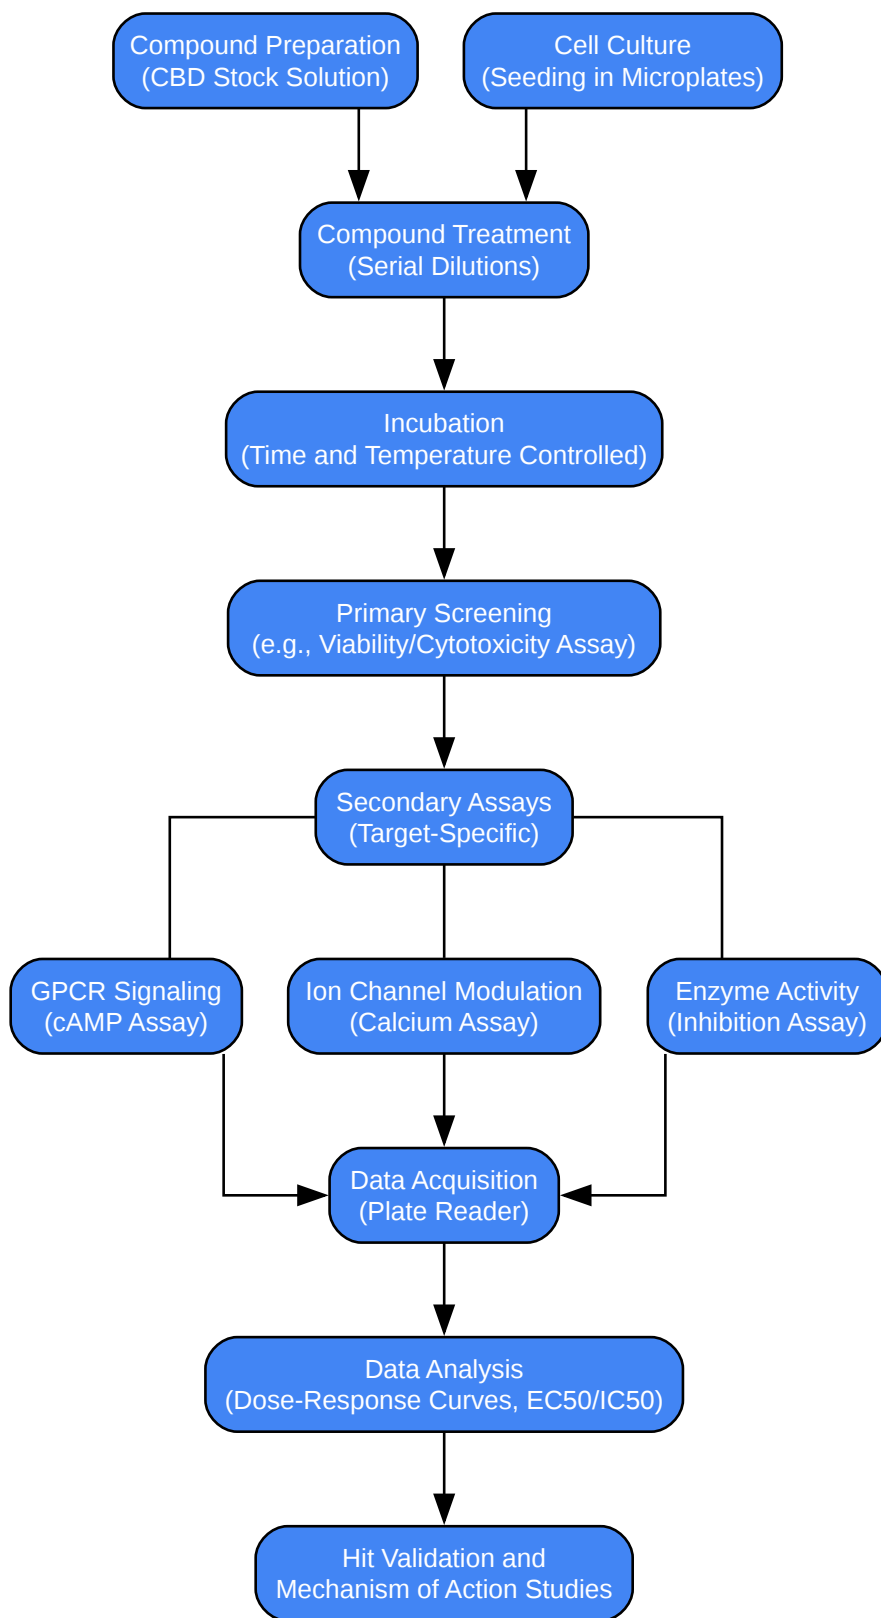 Compound Preparation
(CBD Stock Solution)
Cell Culture
(Seeding in Microplates)
Compound Treatment
(Serial Dilutions)
Incubation
(Time and Temperature Controlled)
Primary Screening
(e.g., Viability/Cytotoxicity Assay)
Secondary Assays
(Target-Specific)
GPCR Signaling
(cAMP Assay)
Ion Channel Modulation
(Calcium Assay)
Enzyme Activity
(Inhibition Assay)
Data Acquisition
(Plate Reader)
Data Analysis
(Dose-Response Curves, EC50/IC50)
Hit Validation and
Mechanism of Action Studies